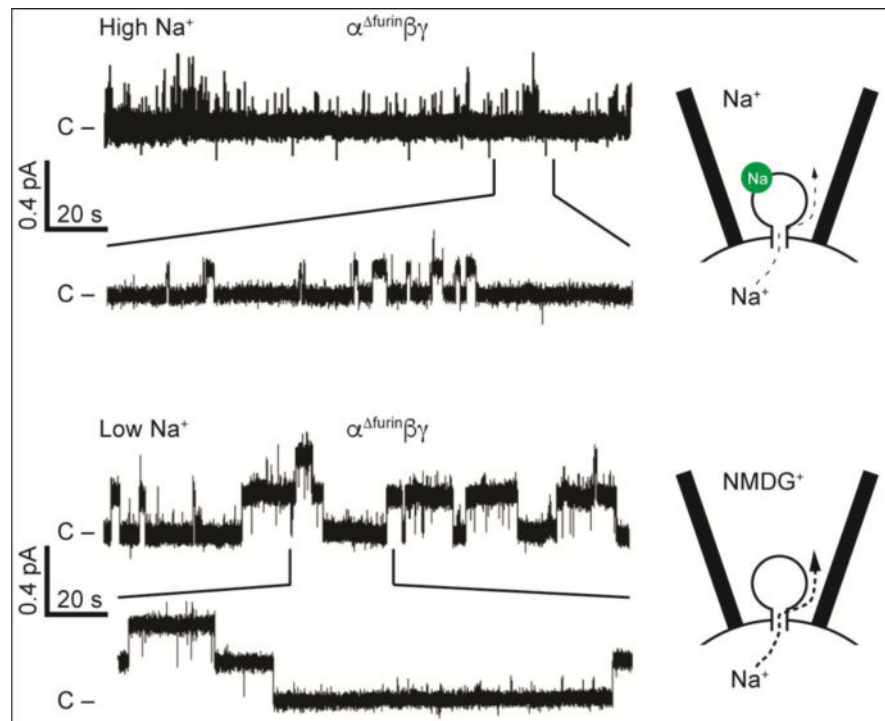 High Na⁺ α^Δfurinβγ
C –
0.4 pA
20 s
C –
Na⁺
Na
Na⁺
Low Na⁺ α^Δfurinβγ
C –
0.4 pA
20 s
C –
NMDG⁺
Na⁺